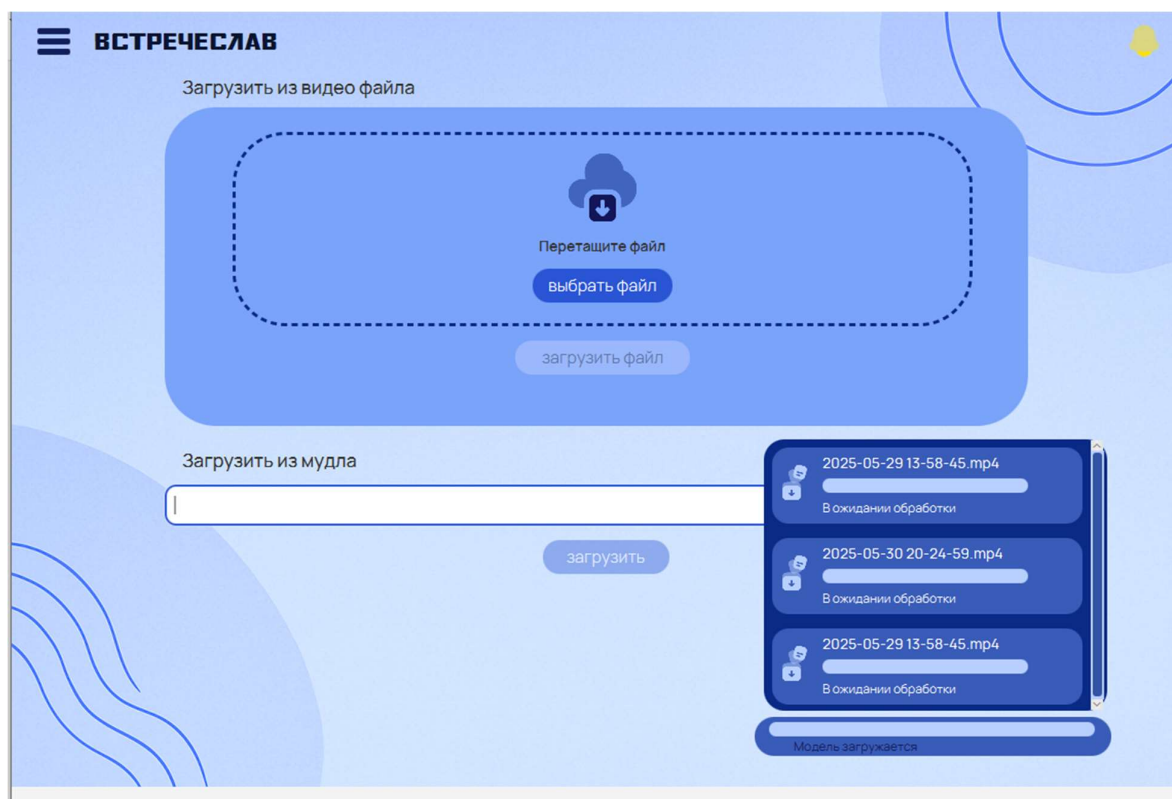 ВСТРЕЧЕСЛАВ
Загрузить из видео файла
Перетащите файл
выбрать файл
загрузить файл
Загрузить из мудла
загрузить
2025-05-29 13-58-45.mp4
В ожидании обработки
2025-05-30 20-24-59.mp4
В ожидании обработки
2025-05-29 13-58-45.mp4
В ожидании обработки
Модель загружается